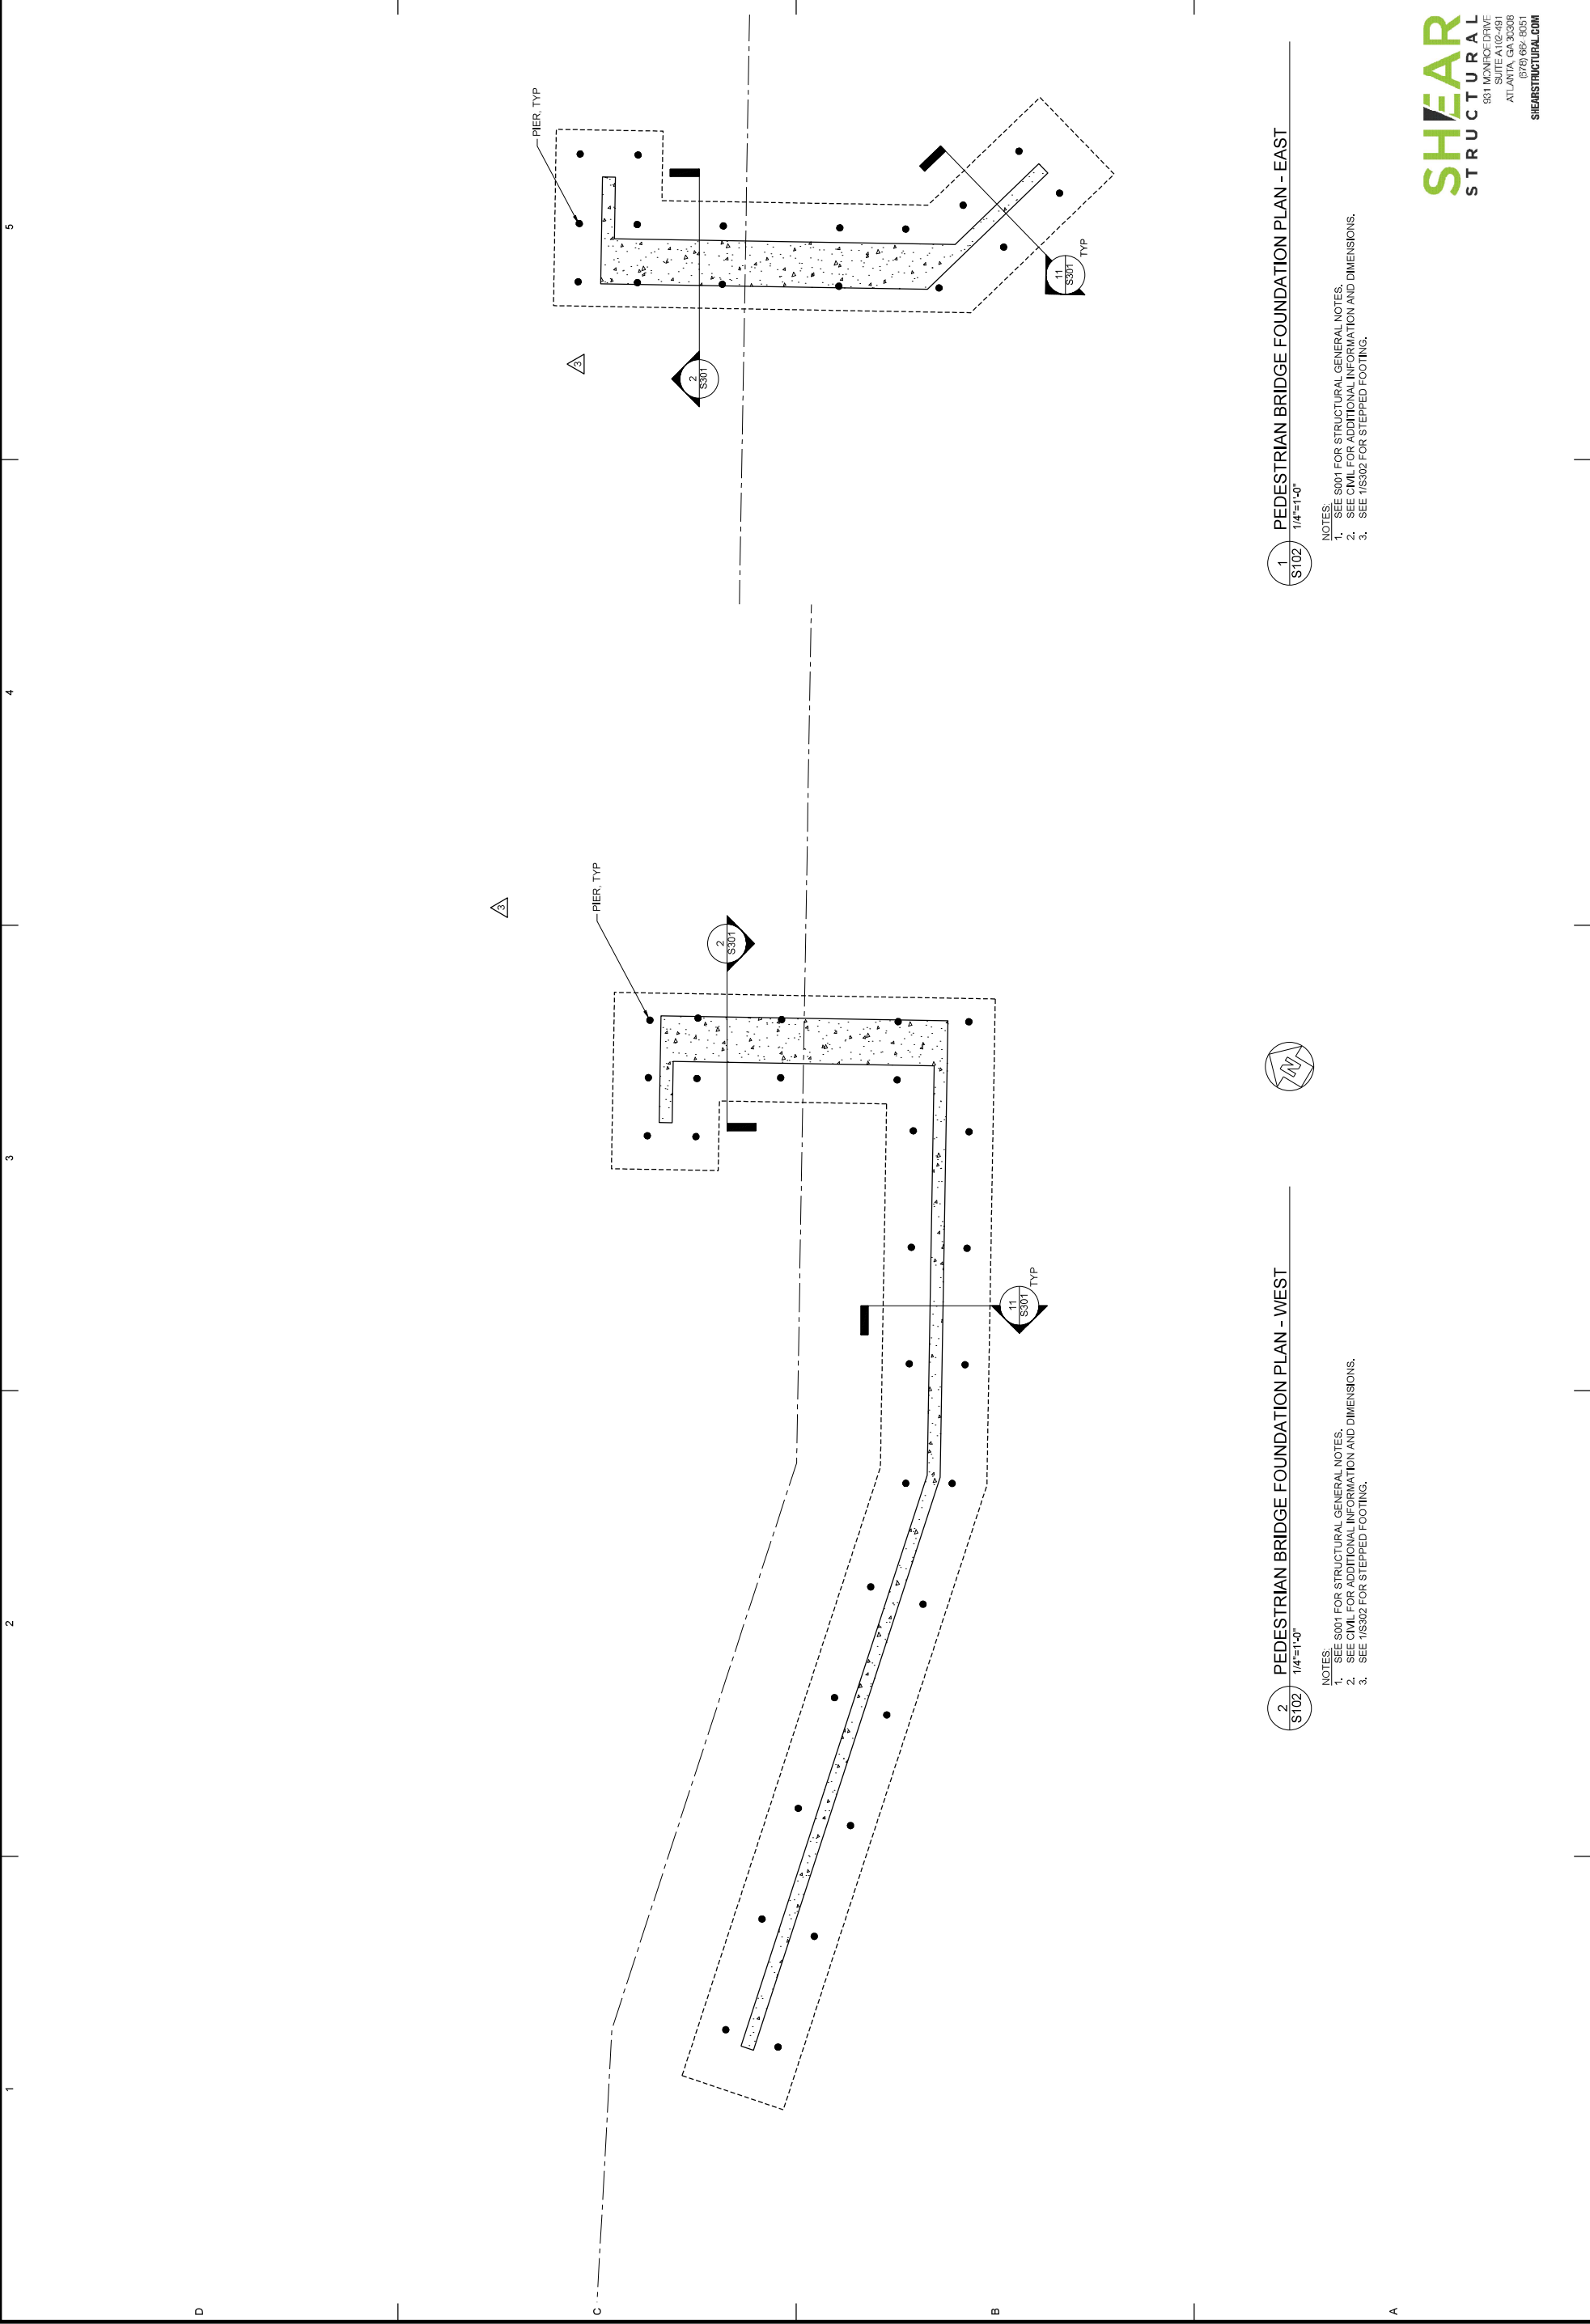 1
2
3
4
5
D
C
B
A
3
PIER, TYP
2
S301
11
S301
TYP
3
PIER, TYP
2
S301
11
S301
TYP
N
2
S102
PEDESTRIAN BRIDGE FOUNDATION PLAN - WEST
1/4"=1'-0"
NOTES:
1. SEE S001 FOR STRUCTURAL GENERAL NOTES.
2. SEE CIVIL FOR ADDITIONAL INFORMATION AND DIMENSIONS.
3. SEE 1/S302 FOR STEPPED FOOTING.
1
S102
PEDESTRIAN BRIDGE FOUNDATION PLAN - EAST
1/4"=1'-0"
NOTES:
1. SEE S001 FOR STRUCTURAL GENERAL NOTES.
2. SEE CIVIL FOR ADDITIONAL INFORMATION AND DIMENSIONS.
3. SEE 1/S302 FOR STEPPED FOOTING.
SHEAR
STRUCTURAL
931 MONROE DRIVE
SUITE A102-491
ATLANTA, GA 30308
(678) 664-8051
SHEARSTRUCTURAL.COM